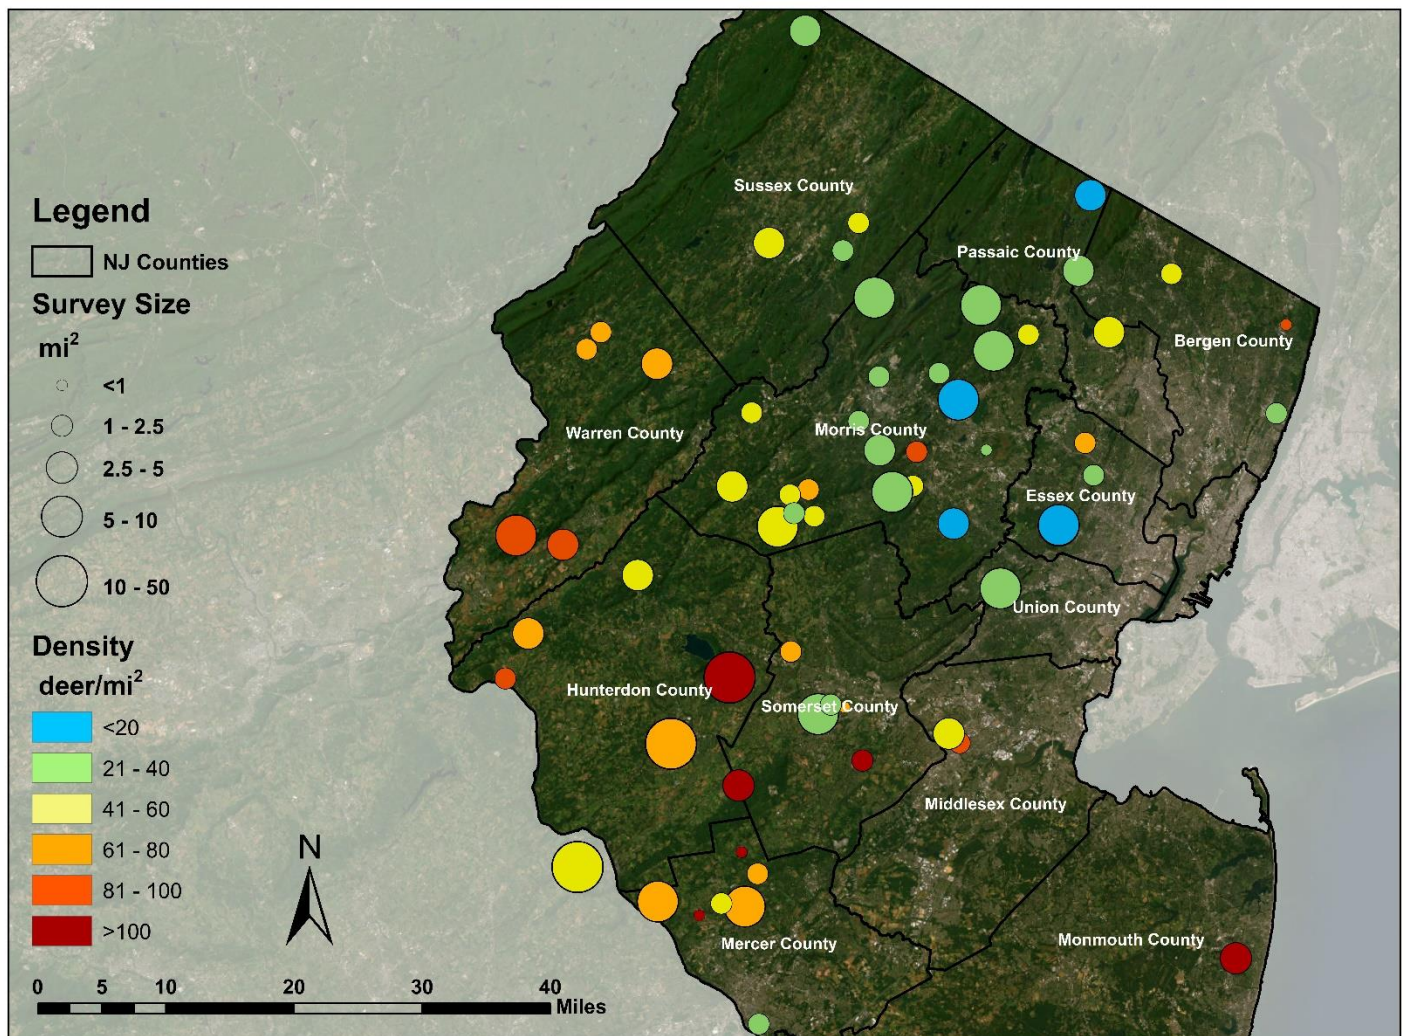 Legend
NJ Counties
Survey Size
mi2
<1
1 - 2.5
2.5 - 5
5 - 10
10 - 50
Density
deer/mi2
<20
21 - 40
41 - 60
61 - 80
81 - 100
>100
N
0 5 10 20 30 40 Miles
Sussex County
Passaic County
Bergen County
Warren County
Morris County
Essex County
Union County
Hunterdon County
Somerset County
Middlesex County
Mercer County
Monmouth County